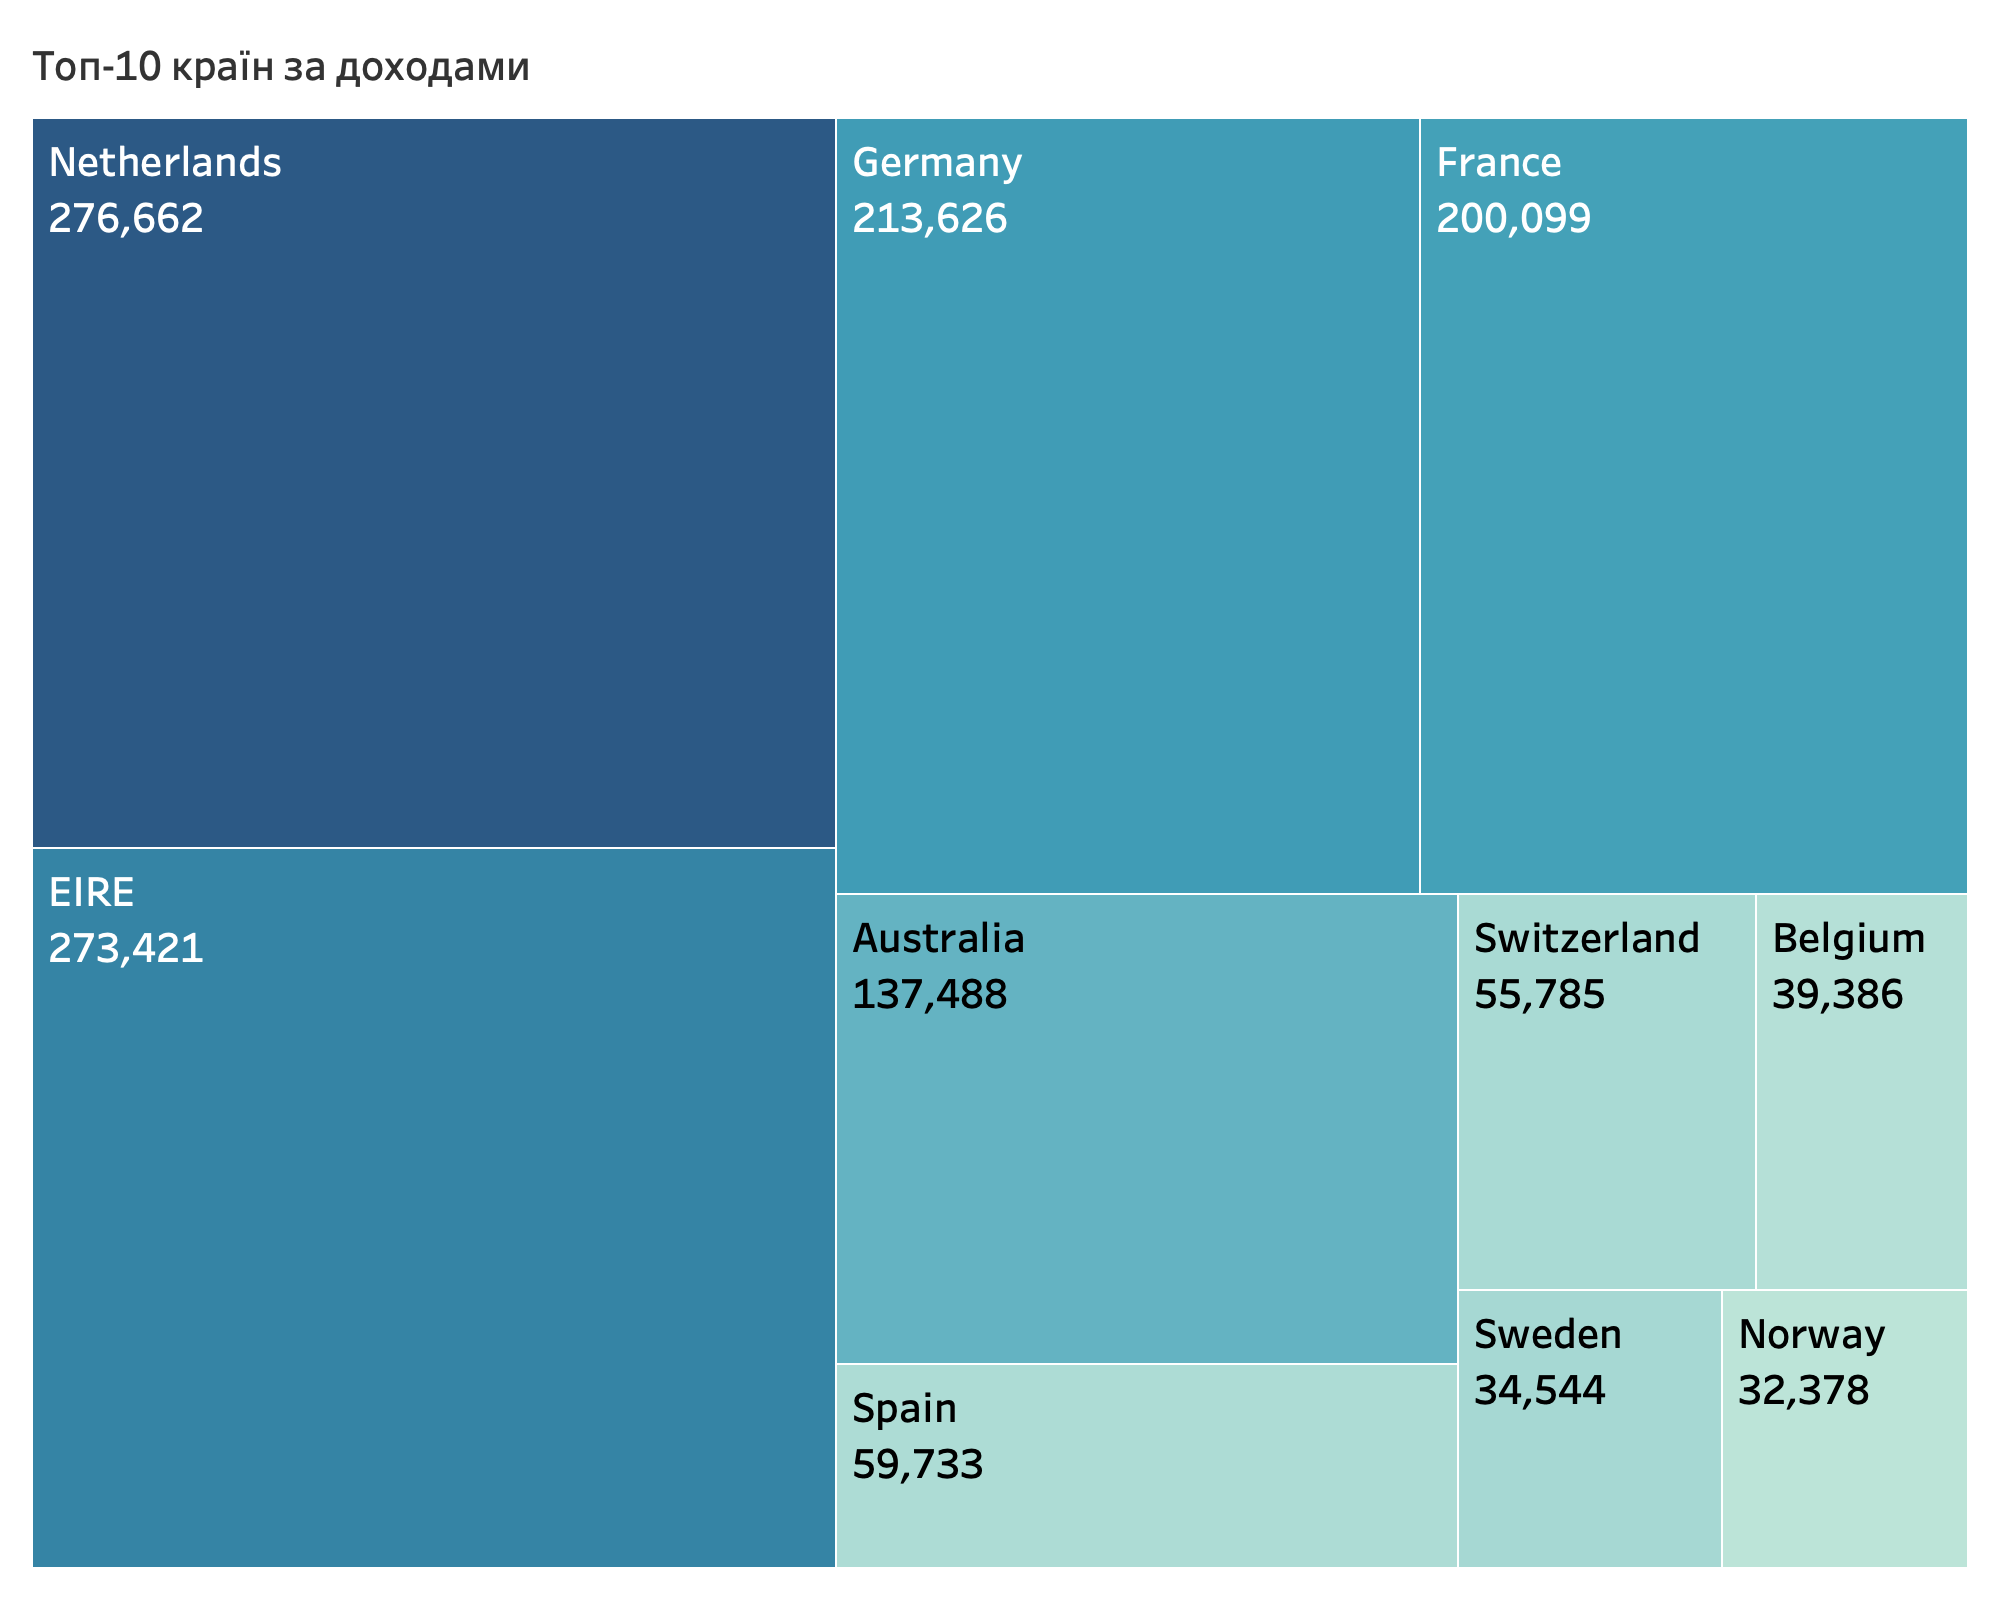 Топ-10 країн за доходами
Netherlands
276,662
Germany
213,626
France
200,099
EIRE
273,421
Australia
137,488
Switzerland
55,785
Belgium
39,386
Sweden
34,544
Norway
32,378
Spain
59,733